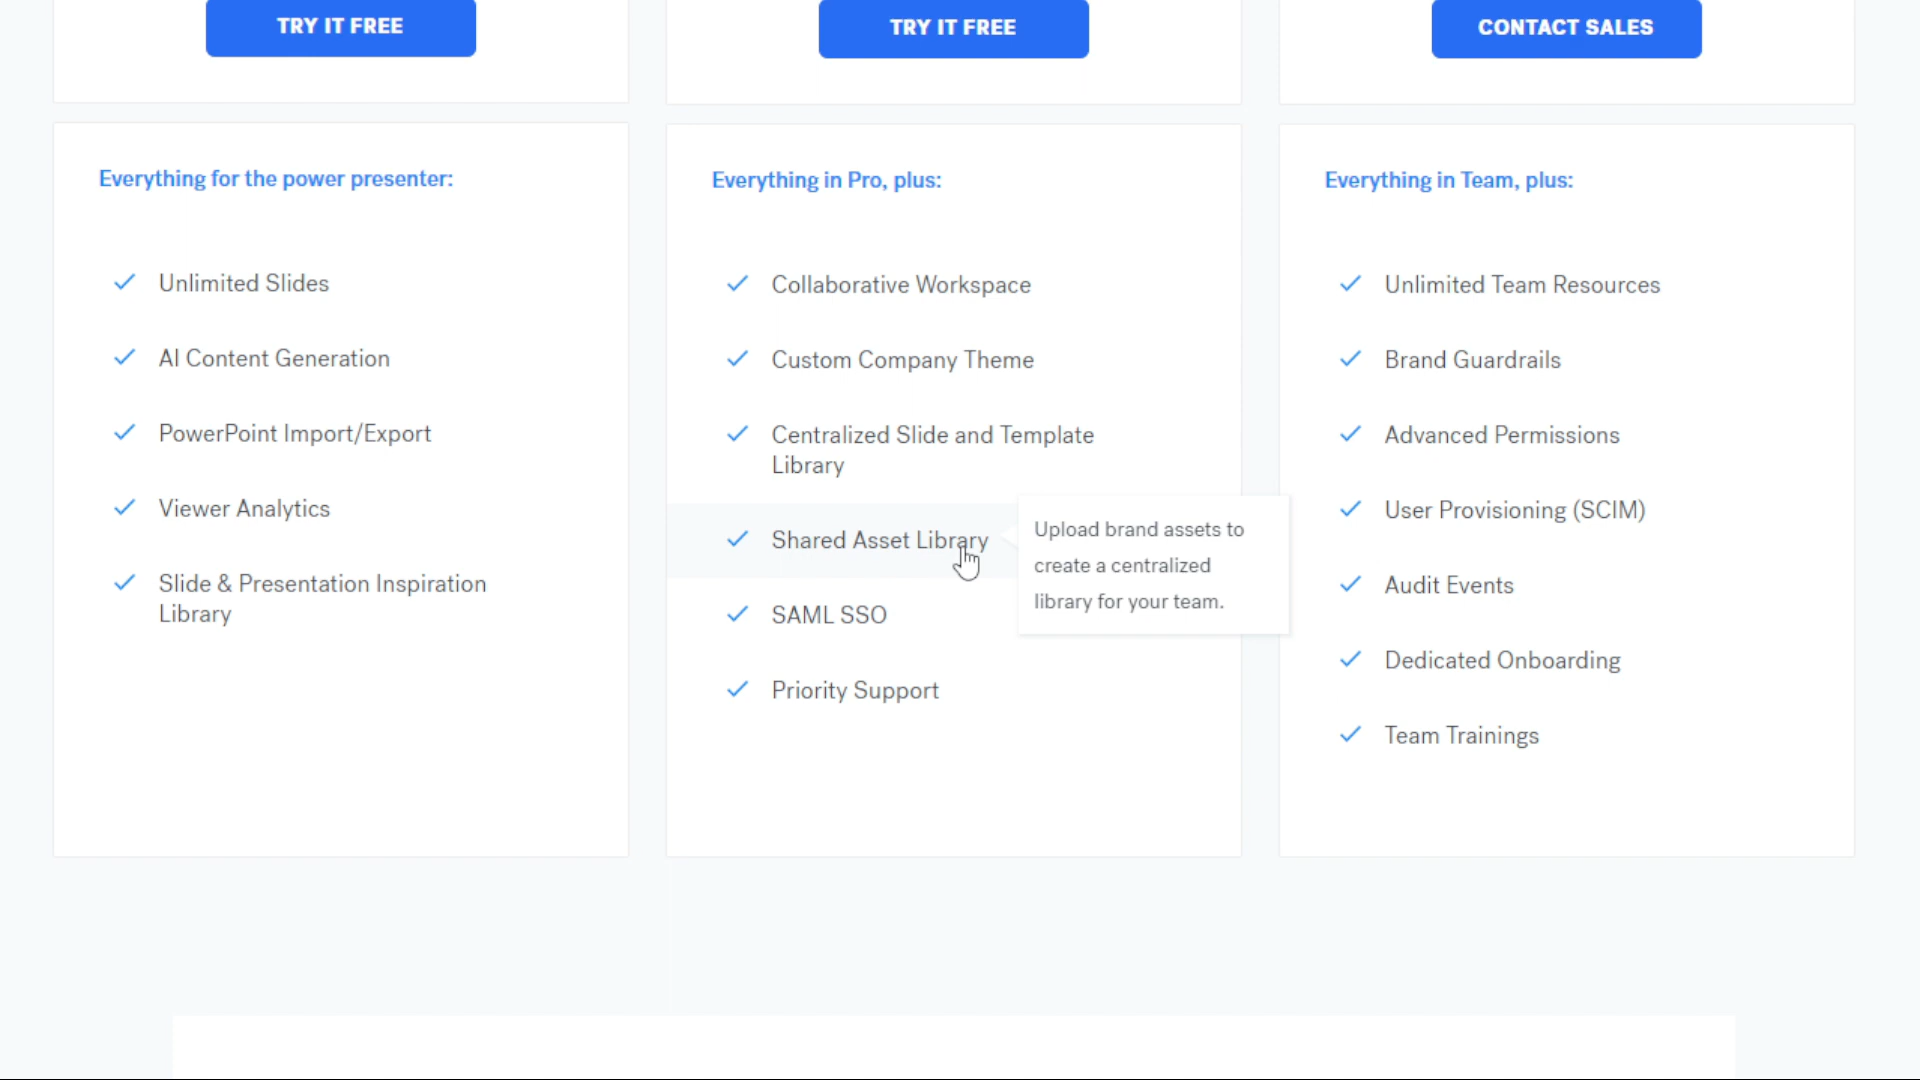 TRY IT FREE
TRY IT FREE
CONTACT SALES
Everything for the power presenter:
Unlimited Slides
AI Content Generation
PowerPoint Import/Export
Viewer Analytics
Slide & Presentation Inspiration
Library
Everything in Pro, plus:
Collaborative Workspace
Custom Company Theme
Centralized Slide and Template
Library
Shared Asset Library
Upload brand assets to
create a centralized
library for your team.
SAML SSO
Priority Support
Everything in Team, plus:
Unlimited Team Resources
Brand Guardrails
Advanced Permissions
User Provisioning (SCIM)
Audit Events
Dedicated Onboarding
Team Trainings